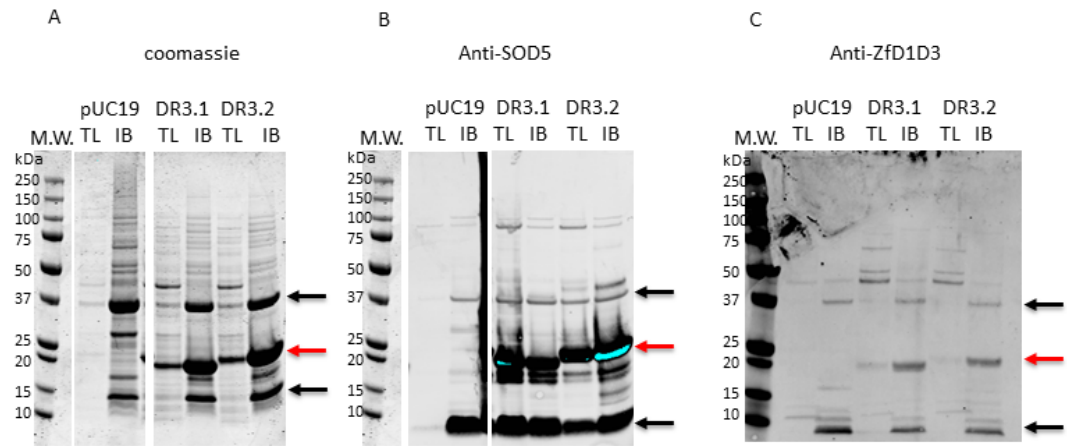 A B C
coomassie Anti-SOD5 Anti-ZfD1D3
pUC19 DR3.1 DR3.2 pUC19 DR3.1 DR3.2 pUC19 DR3.1 DR3.2
M.W. TL IB TL IB TL IB M.W. TL IB TL IB TL IB M.W. TL IB TL IB TL IB
kDa kDa kDa
250 250 250
150 150 150
100 100 100
75 75 75
50 50 50
37 37 37
25 25 25
20 20 20
15 15 15
10 10 10